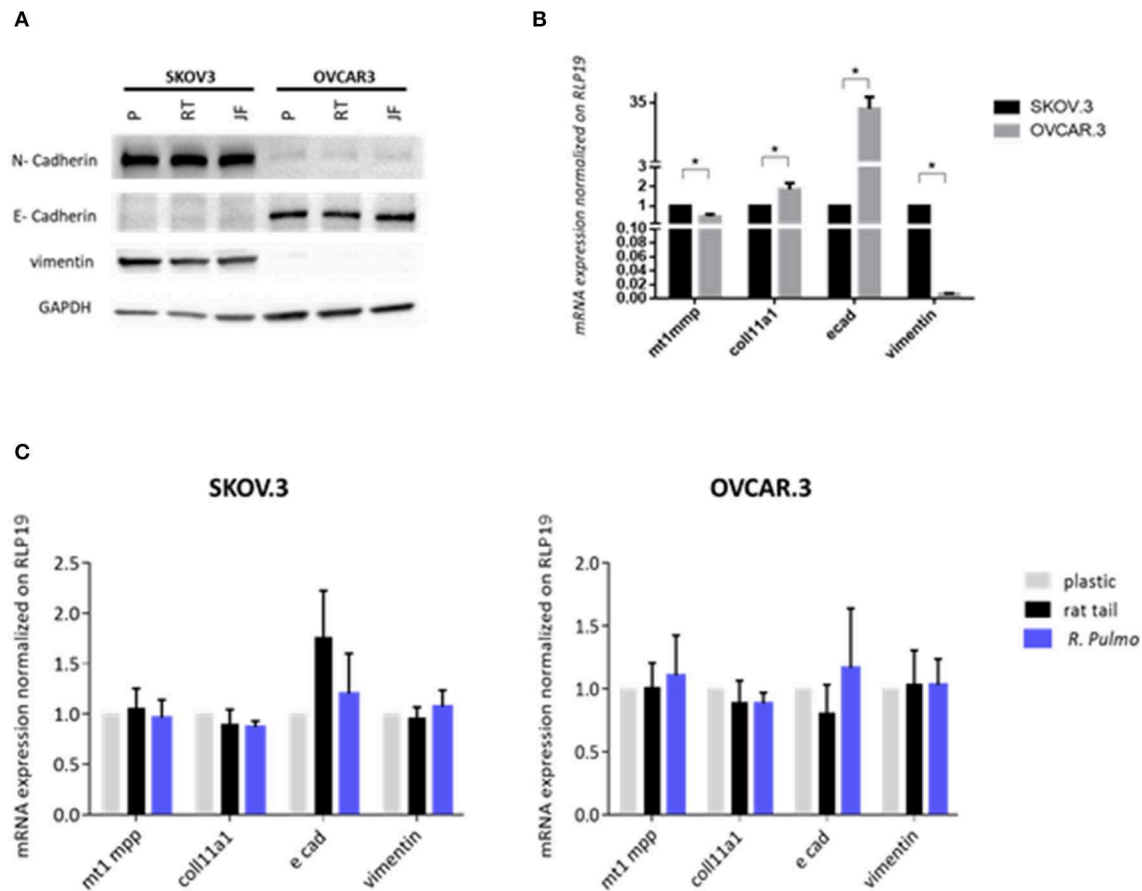 A
SKOV3 OVCAR3
P RT JF P RT JF
N- Cadherin
E- Cadherin
vimentin
GAPDH
B
mRNA expression normalized on RLP19
35
3
2
1
0.10
0.08
0.06
0.04
0.02
0.00
* * * *
mt1mmp coll11a1 ecad vimentin
SKOV.3
OVCAR.3
C
SKOV.3
mRNA expression normalized on RLP19
2.5
2.0
1.5
1.0
0.5
0.0
mt1 mpp coll11a1 e cad vimentin
OVCAR.3
mRNA expression normalized on RLP19
2.0
1.5
1.0
0.5
0.0
mt1 mpp coll11a1 e cad vimentin
plastic
rat tail
R. Pulmo